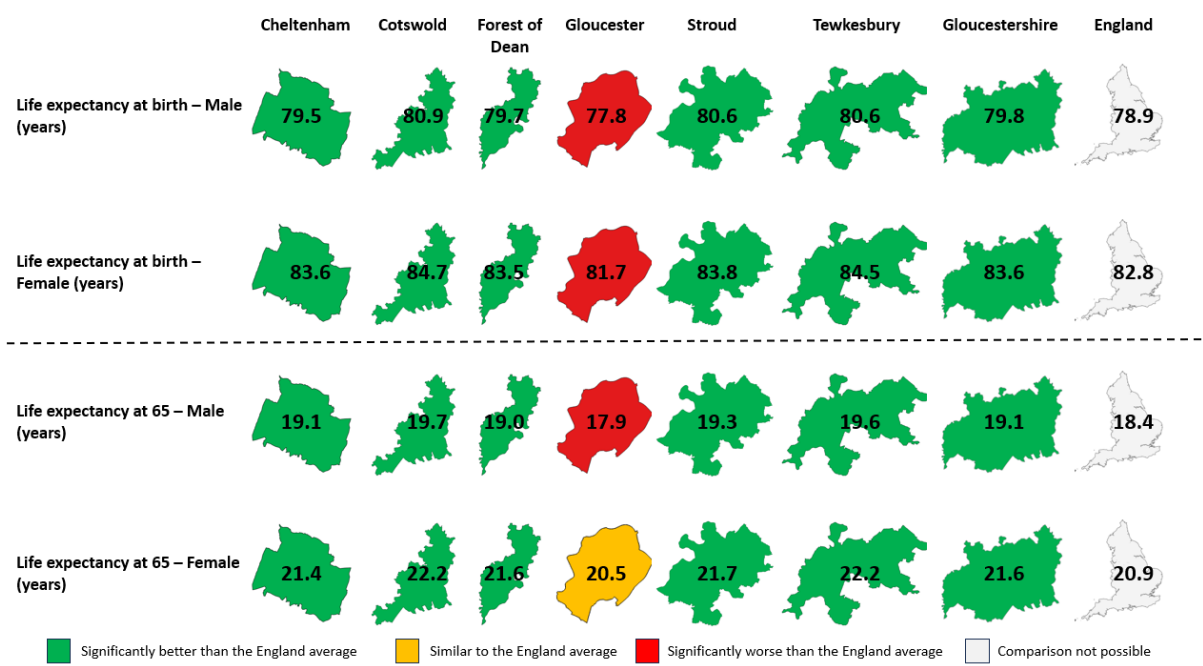 Cheltenham Cotswold Forest of Dean Gloucester Stroud Tewkesbury Gloucestershire England
Life expectancy at birth – Male (years)
79.5 80.9 79.7 77.8 80.6 80.6 79.8 78.9
Life expectancy at birth – Female (years)
83.6 84.7 83.5 81.7 83.8 84.5 83.6 82.8
Life expectancy at 65 – Male (years)
19.1 19.7 19.0 17.9 19.3 19.6 19.1 18.4
Life expectancy at 65 – Female (years)
21.4 22.2 21.6 20.5 21.7 22.2 21.6 20.9
Significantly better than the England average Similar to the England average Significantly worse than the England average Comparison not possible